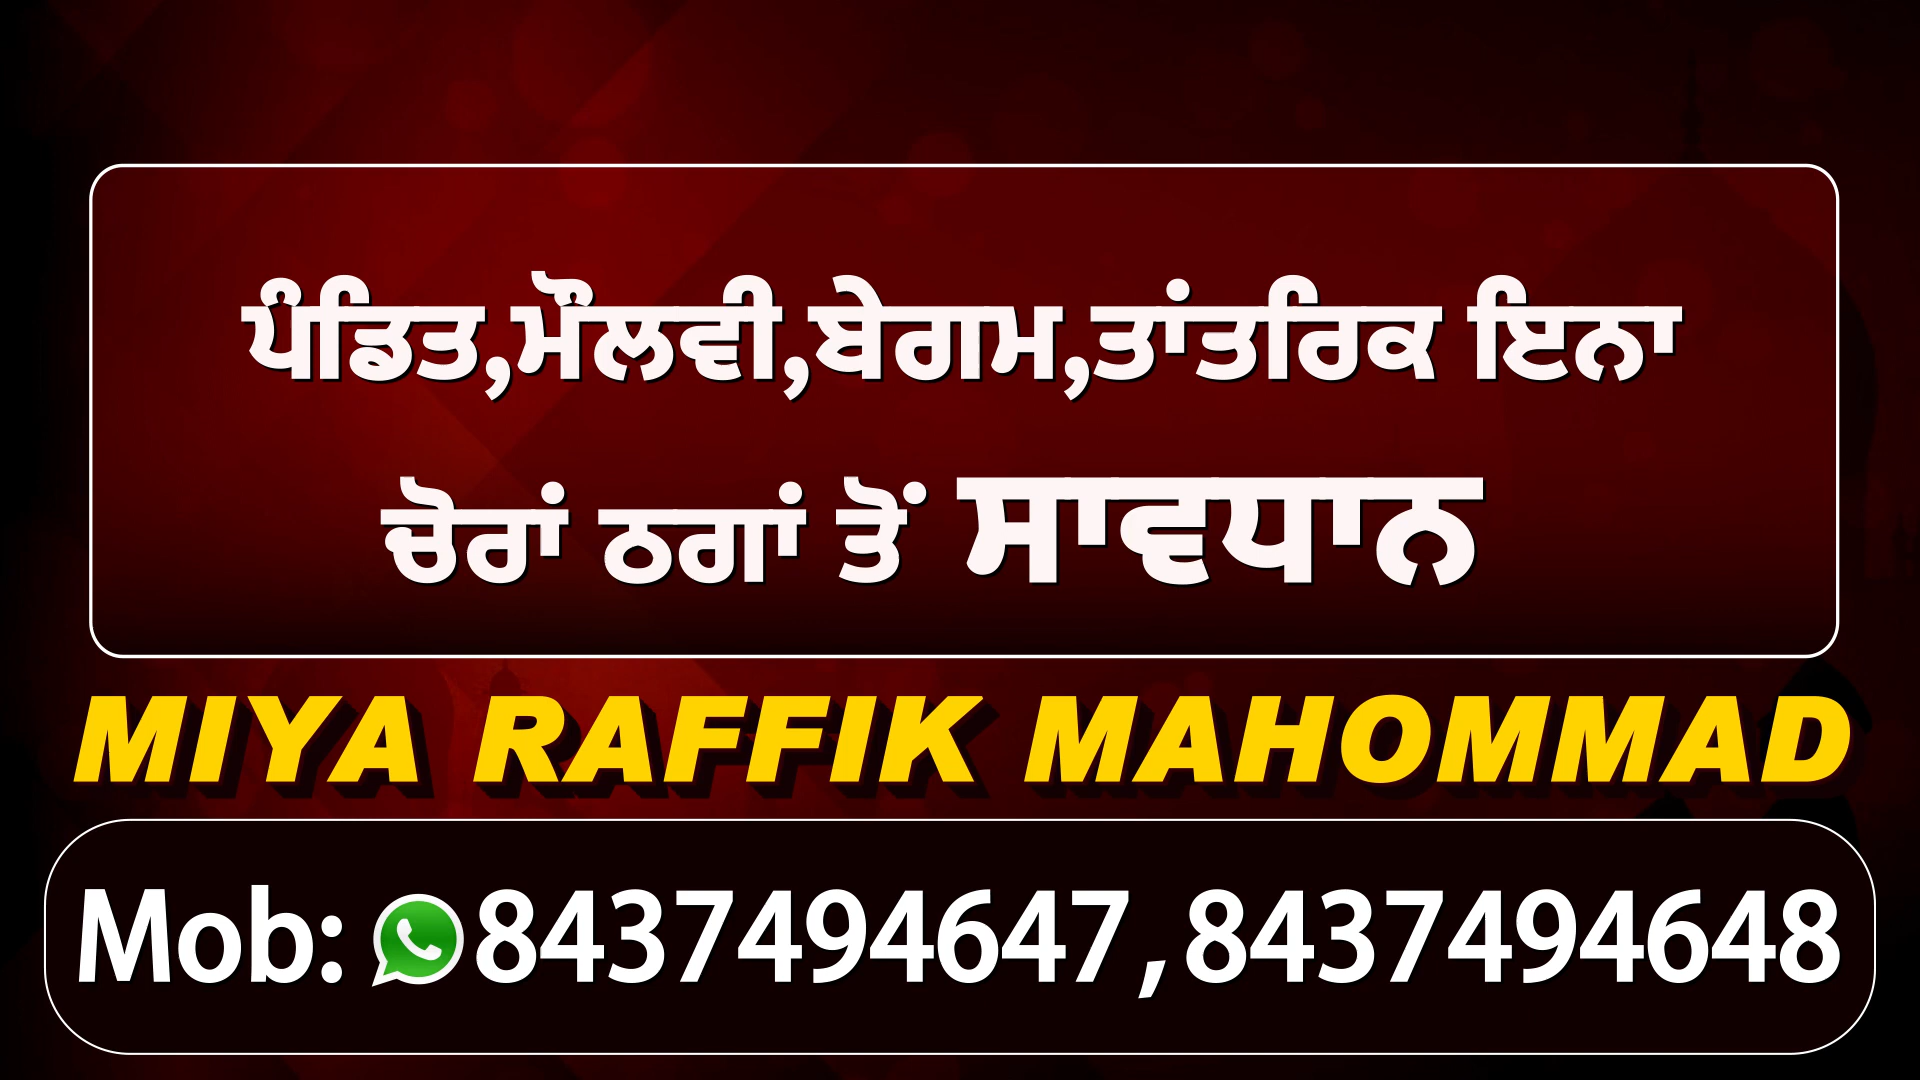 ਪੰਡਿਤ,ਮੌਲਵੀ,ਬੇਗਮ,ਤਾਂਤਰਿਕ ਇਨਾ
ਚੋਰਾਂ ਠਗਾਂ ਤੋਂ ਸਾਵਧਾਨ
MIYA RAFFIK MAHOMMAD
Mob: 8437494647, 8437494648